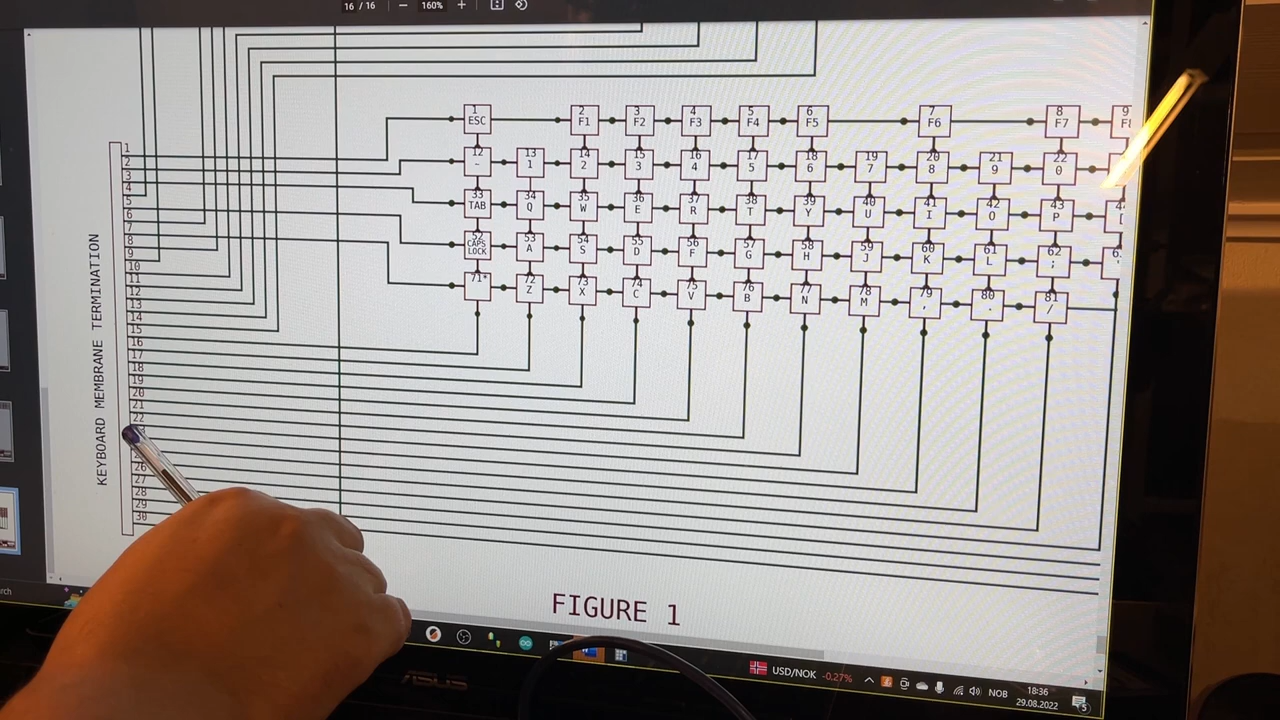 16 / 16 — 160% +
1 ESC 2 F1 3 F2 4 F3 5 F4 6 F5 7 F6 8 F7 9 F8
12 ~ 13 1 14 2 15 3 16 4 17 5 18 6 19 7 20 8 21 9 22 0
33 TAB 34 Q 35 W 36 E 37 R 38 T 39 Y 40 U 41 I 42 O 43 P 44 [
52 CAPS LOCK 53 A 54 S 55 D 56 F 57 G 58 H 59 J 60 K 61 L 62 ;
71* 72 Z 73 X 74 C 75 V 76 B 77 N 78 M 79 , 80 . 81 /
KEYBOARD MEMBRANE TERMINATION
1
2
3
4
5
6
7
8
9
10
11
12
13
14
15
16
17
18
19
20
21
22
26
27
28
29
30
FIGURE 1
rch
USD/NOK -0,27% NOB 18:36
29.08.2022
5
ASUS